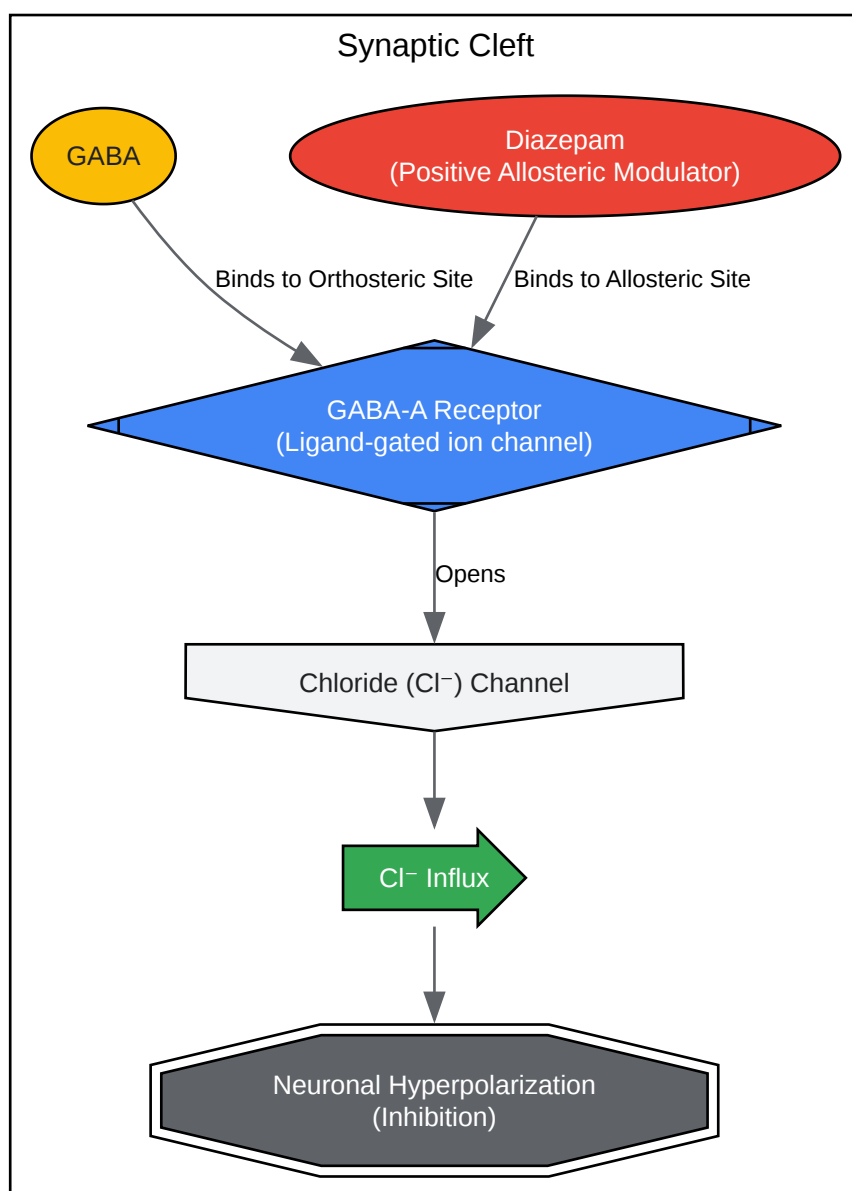 Synaptic Cleft
GABA
Diazepam
(Positive Allosteric Modulator)
Binds to Orthosteric Site
Binds to Allosteric Site
GABA-A Receptor
(Ligand-gated ion channel)
Opens
Chloride (Cl⁻) Channel
Cl⁻ Influx
Neuronal Hyperpolarization
(Inhibition)